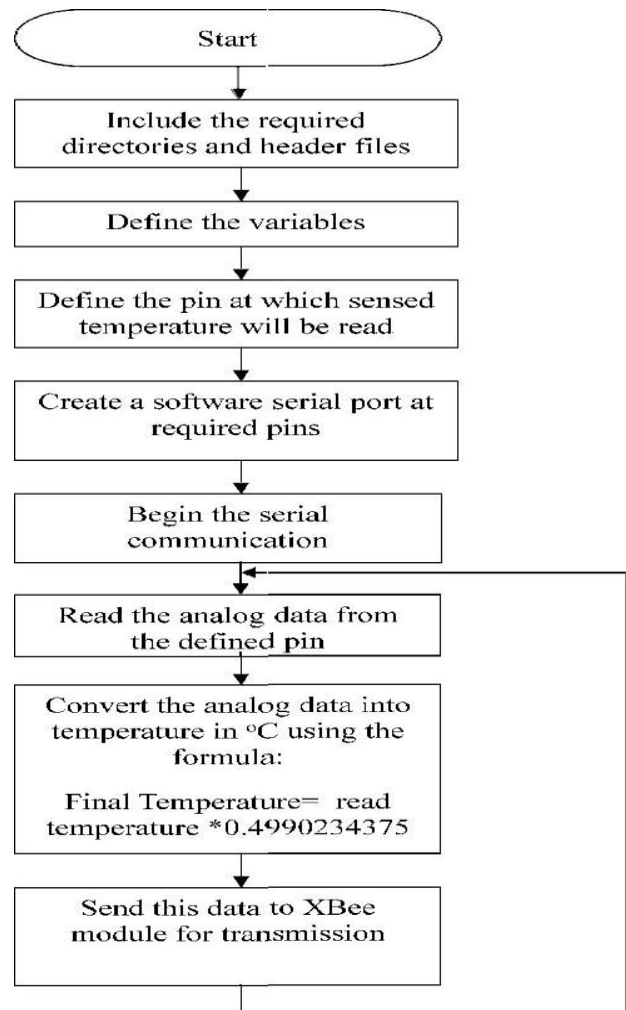 Start
Include the required
directories and header files
Define the variables
Define the pin at which sensed
temperature will be read
Create a software serial port at
required pins
Begin the serial
communication
Read the analog data from
the defined pin
Convert the analog data into
temperature in °C using the
formula:
Final Temperature= read
temperature *0.4990234375
Send this data to XBee
module for transmission